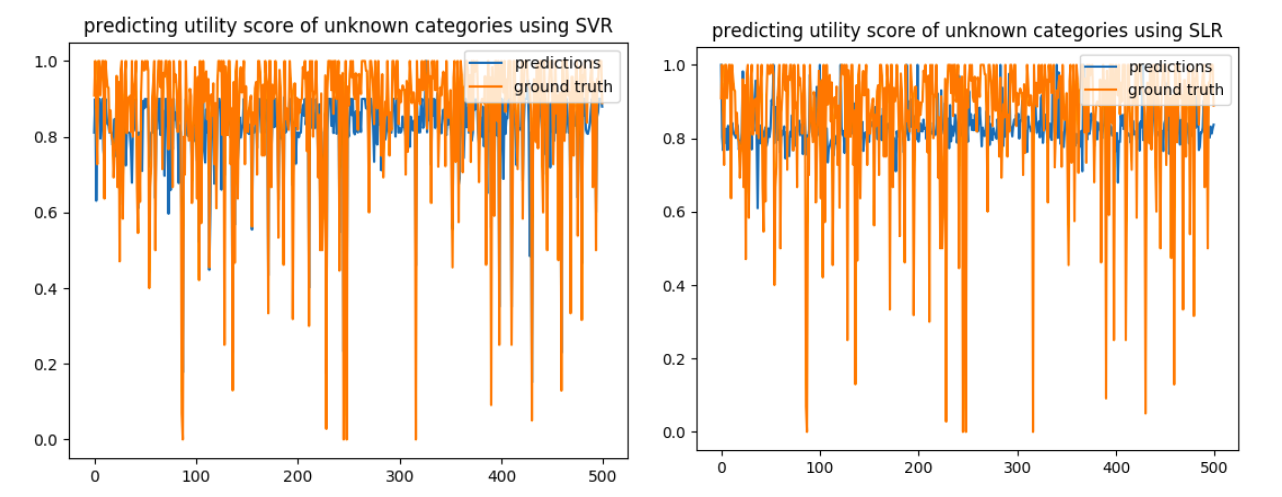 predicting utility score of unknown categories using SVR
1.0
0.8
0.6
0.4
0.2
0.0
0 100 200 300 400 500
predictions
ground truth
predicting utility score of unknown categories using SLR
1.0
0.8
0.6
0.4
0.2
0.0
0 100 200 300 400 500
predictions
ground truth